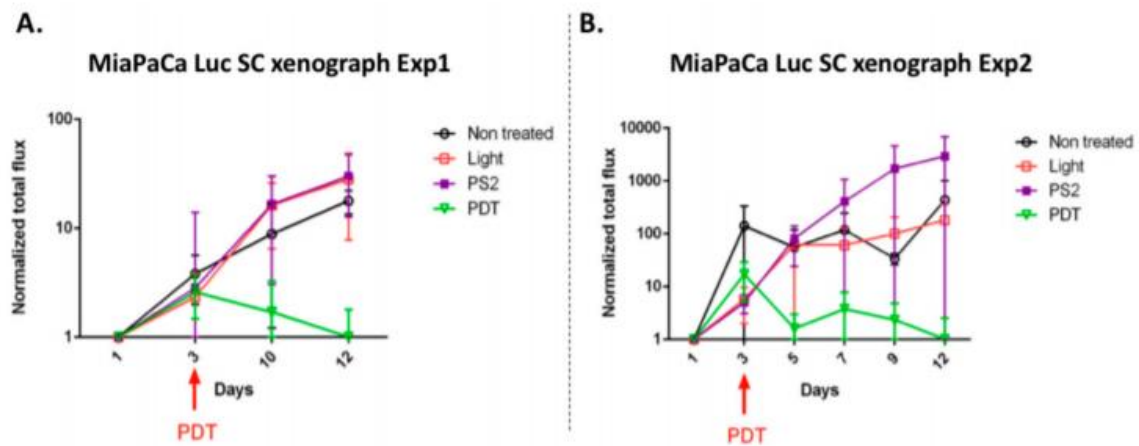 A.
MiaPaCa Luc SC xenograph Exp1
Normalized total flux
100
10
1
1
3
10
12
Days
PDT
Non treated
Light
PS2
PDT
B.
MiaPaCa Luc SC xenograph Exp2
Normalized total flux
10000
1000
100
10
1
1
3
5
7
9
12
Days
PDT
Non treated
Light
PS2
PDT